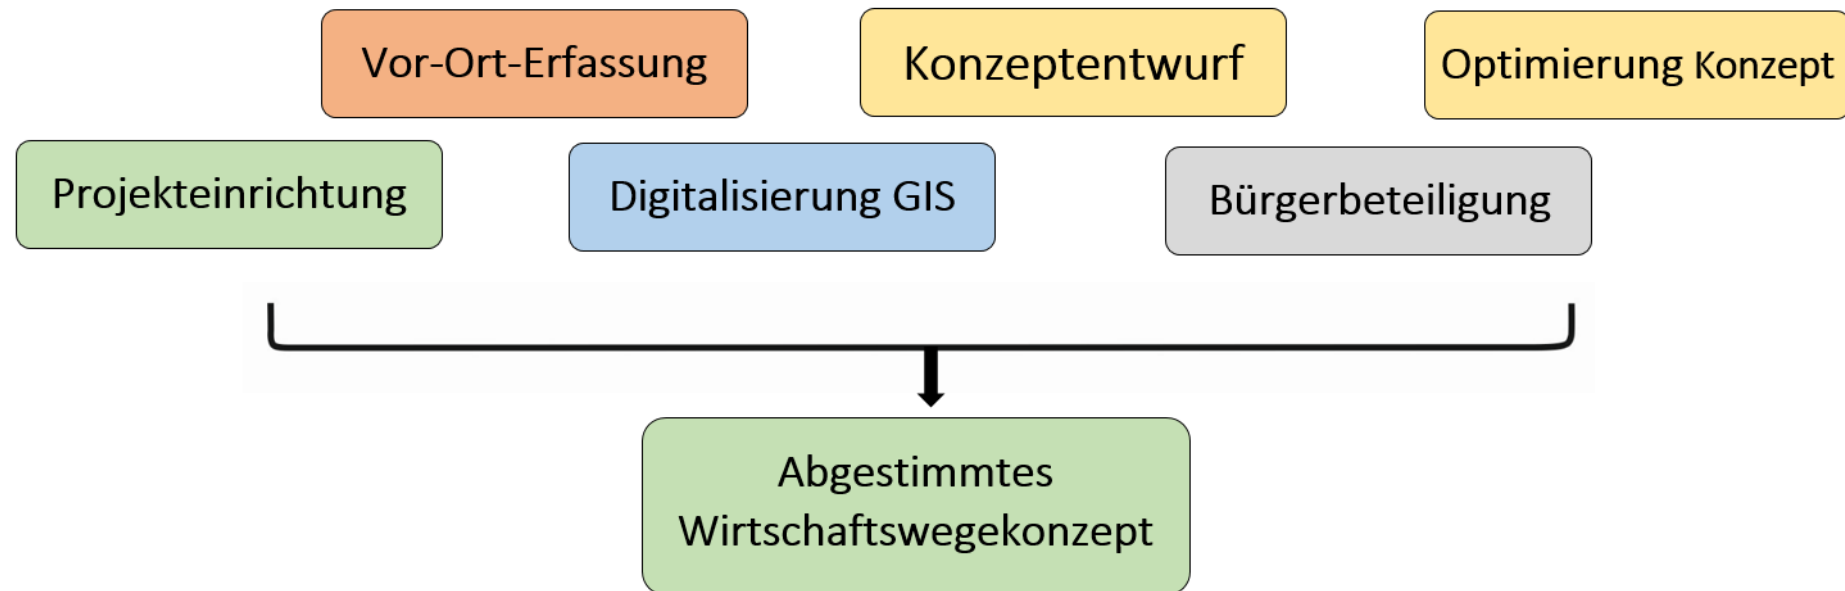 Vor-Ort-Erfassung
Konzeptentwurf
Optimierung Konzept
Projekteinrichtung
Digitalisierung GIS
Bürgerbeteiligung
Abgestimmtes
Wirtschaftswegekonzept